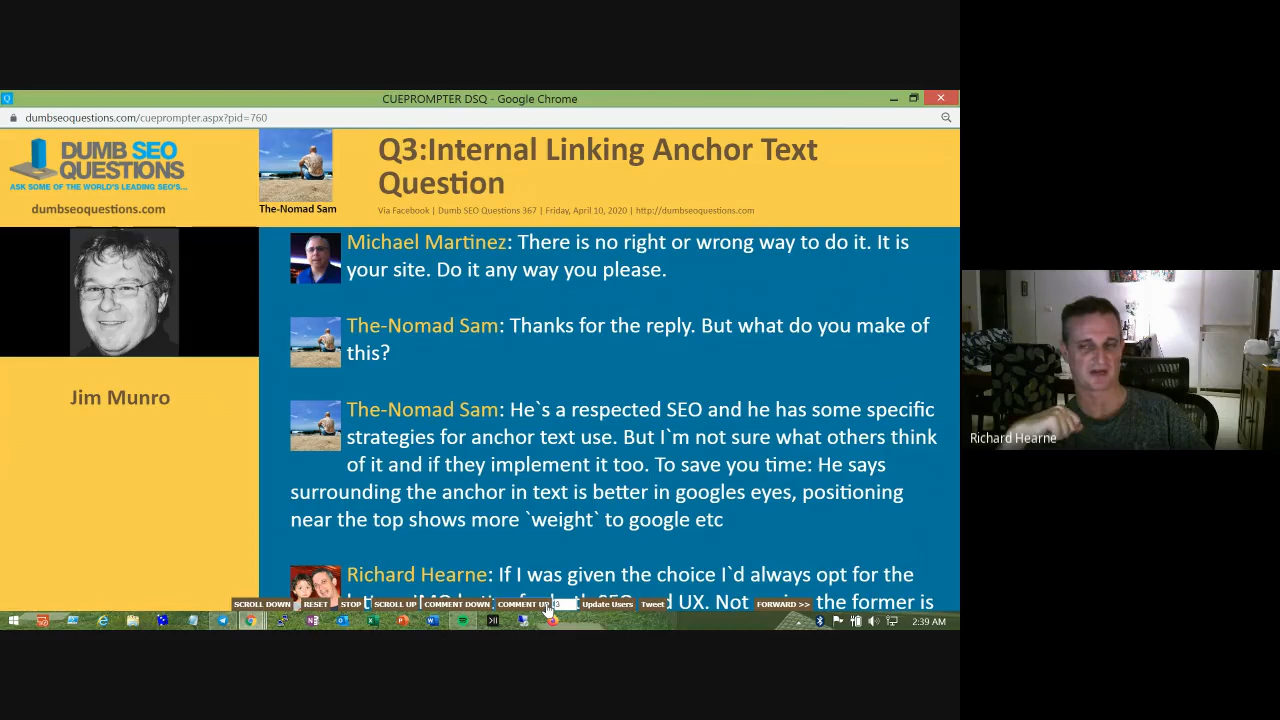 CUEPROMPTER DSQ - Google Chrome
dumbseoquestions.com/cueprompter.aspx?pid=760
DUMB SEO
QUESTIONS
ASK SOME OF THE WORLD'S LEADING SEO'S...
dumbseoquestions.com
The-Nomad Sam
Q3:Internal Linking Anchor Text
Question
Via Facebook | Dumb SEO Questions 367 | Friday, April 10, 2020 | http://dumbseoquestions.com
Jim Munro
Michael Martinez: There is no right or wrong way to do it. It is
your site. Do it any way you please.
The-Nomad Sam: Thanks for the reply. But what do you make of
this?
The-Nomad Sam: He`s a respected SEO and he has some specific
strategies for anchor text use. But I`m not sure what others think
of it and if they implement it too. To save you time: He says
surrounding the anchor in text is better in googles eyes, positioning
near the top shows more `weight` to google etc
Richard Hearne: If I was given the choice I`d always opt for the
UX. Not the former is
SCROLL DOWN RESET STOP SCROLL UP COMMENT DOWN COMMENT UP Update Users Tweet FORWARD >>
2:39 AM
Richard Hearne